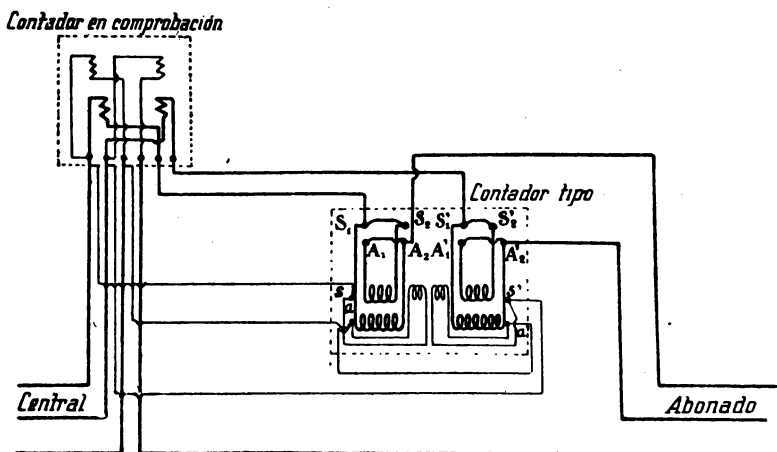 Contador en comprobación
Contador tipo
S₁ S₂ S'₁ S'₂
A₁ A₂ A'₁ A'₂
s s'
a a'
Central
Abonado